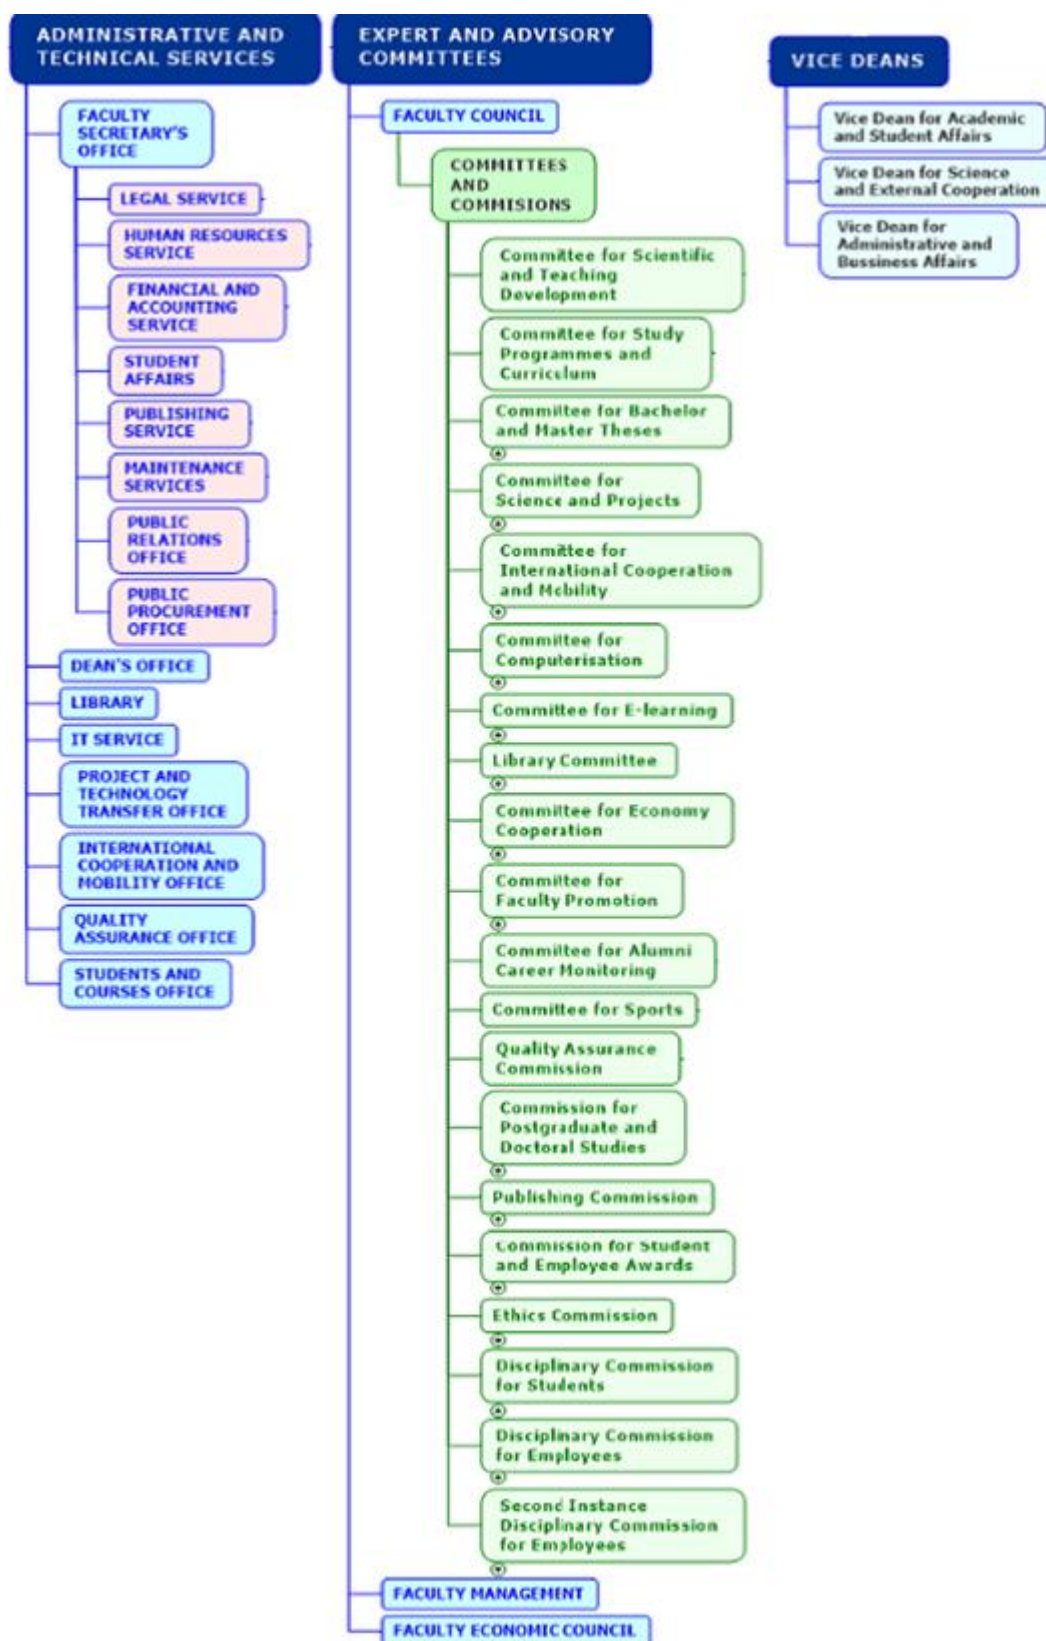 ADMINISTRATIVE AND
TECHNICAL SERVICES
FACULTY
SECRETARY'S
OFFICE
LEGAL SERVICE
HUMAN RESOURCES
SERVICE
FINANCIAL AND
ACCOUNTING
SERVICE
STUDENT
AFFAIRS
PUBLISHING
SERVICE
MAINTENANCE
SERVICES
PUBLIC
RELATIONS
OFFICE
PUBLIC
PROCUREMENT
OFFICE
DEAN'S OFFICE
LIBRARY
IT SERVICE
PROJECT AND
TECHNOLOGY
TRANSFER OFFICE
INTERNATIONAL
COOPERATION AND
MOBILITY OFFICE
QUALITY
ASSURANCE OFFICE
STUDENTS AND
COURSES OFFICE
EXPERT AND ADVISORY
COMMITTEES
FACULTY COUNCIL
COMMITTEES
AND
COMMISIONS
Committee for Scientific
and Teaching
Development
Committee for Study
Programmes and
Curriculum
Committee for Bachelor
and Master Theses
Committee for
Science and Projects
Committee for
International Cooperation
and Mobility
Committee for
Computerisation
Committee for E-learning
Library Committee
Committee for Economy
Cooperation
Committee for
Faculty Promotion
Committee for Alumni
Career Monitoring
Committee for Sports
Quality Assurance
Commission
Commission for
Postgraduate and
Doctoral Studies
Publishing Commission
Commission for Student
and Employee Awards
Ethics Commission
Disciplinary Commission
for Students
Disciplinary Commission
for Employees
Second Instance
Disciplinary Commission
for Employees
FACULTY MANAGEMENT
FACULTY ECONOMIC COUNCIL
VICE DEANS
Vice Dean for Academic
and Student Affairs
Vice Dean for Science
and External Cooperation
Vice Dean for
Administrative and
Bussiness Affairs